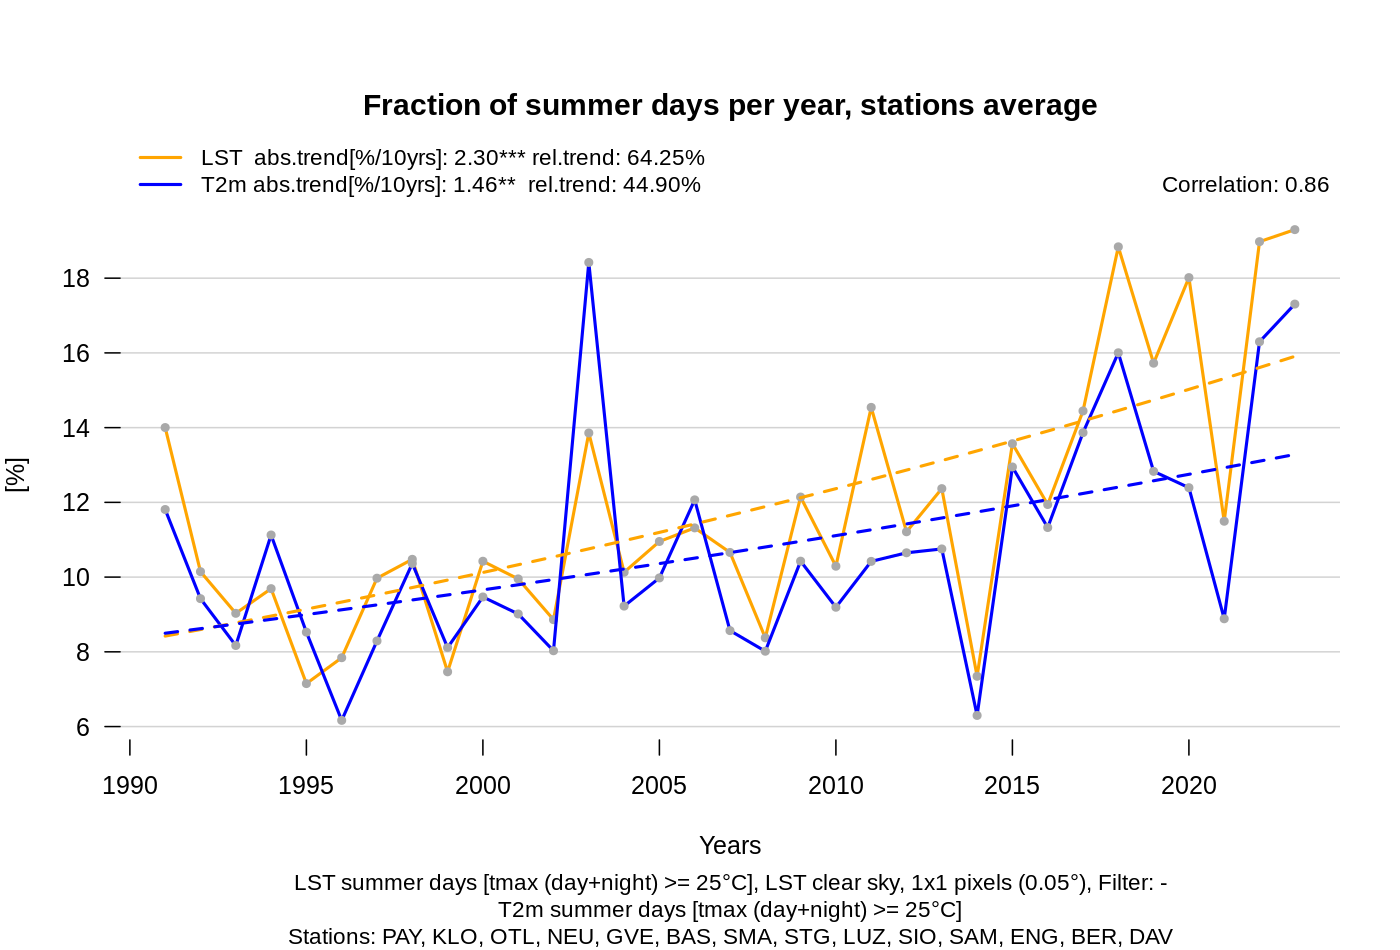 Fraction of summer days per year, stations average
LST  abs.trend[%/10yrs]: 2.30*** rel.trend: 64.25%
T2m abs.trend[%/10yrs]: 1.46**  rel.trend: 44.90%
Correlation: 0.86
18
16
14
12
10
8
6
[%]
1990 1995 2000 2005 2010 2015 2020
Years
LST summer days [tmax (day+night) >= 25°C], LST clear sky, 1x1 pixels (0.05°), Filter: -
T2m summer days [tmax (day+night) >= 25°C]
Stations: PAY, KLO, OTL, NEU, GVE, BAS, SMA, STG, LUZ, SIO, SAM, ENG, BER, DAV